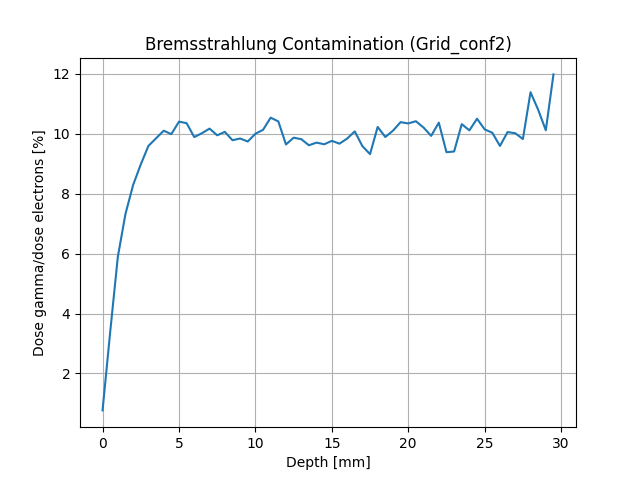 Bremsstrahlung Contamination (Grid_conf2)
Dose gamma/dose electrons [%]
12
10
8
6
4
2
0 5 10 15 20 25 30
Depth [mm]